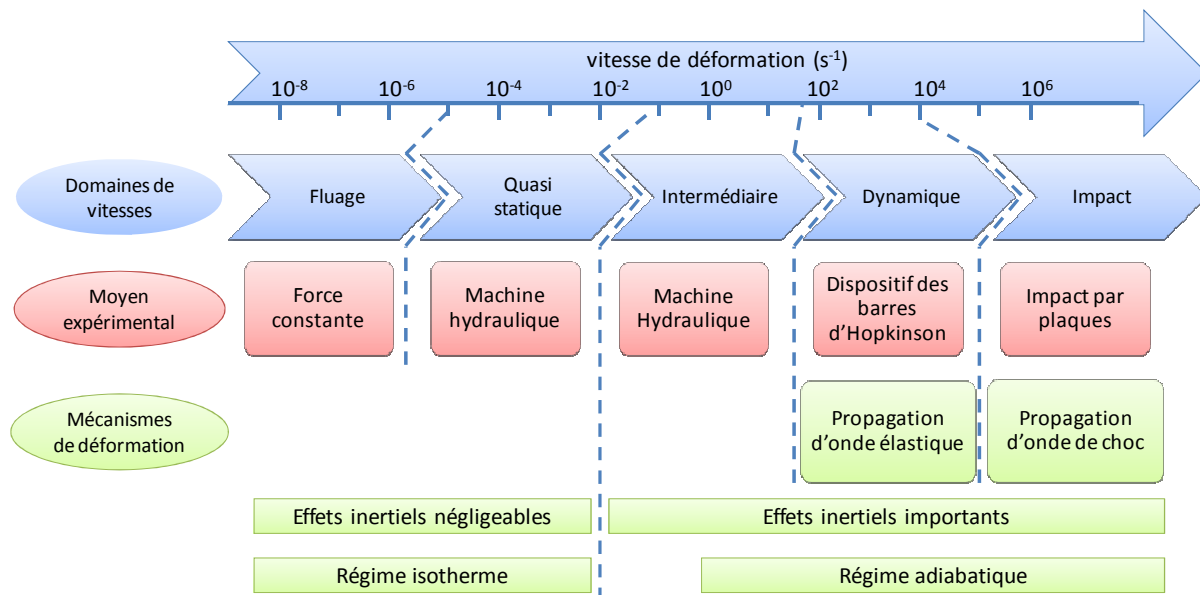 vitesse de déformation (s⁻¹)
10⁻⁸ 10⁻⁶ 10⁻⁴ 10⁻² 10⁰ 10² 10⁴ 10⁶
Domaines de
vitesses
Fluage
Quasi
statique
Intermédiaire
Dynamique
Impact
Moyen
expérimental
Force
constante
Machine
hydraulique
Machine
Hydraulique
Dispositif des
barres
d’Hopkinson
Impact par
plaques
Mécanismes
de déformation
Propagation
d’onde élastique
Propagation
d’onde de choc
Effets inertiels négligeables
Effets inertiels importants
Régime isotherme
Régime adiabatique